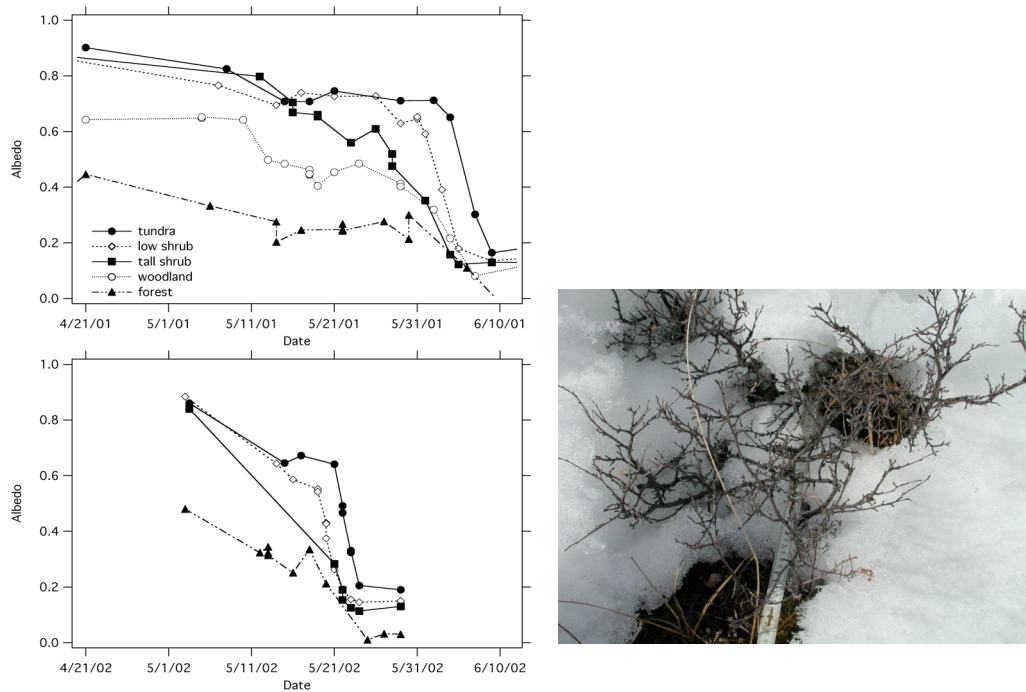 1.0
0.8
0.6
0.4
0.2
0.0
Albedo
tundra
low shrub
tall shrub
woodland
forest
4/21/01 5/1/01 5/11/01 5/21/01 5/31/01 6/10/01
Date
1.0
0.8
0.6
0.4
0.2
0.0
Albedo
4/21/02 5/1/02 5/11/02 5/21/02 5/31/02 6/10/02
Date